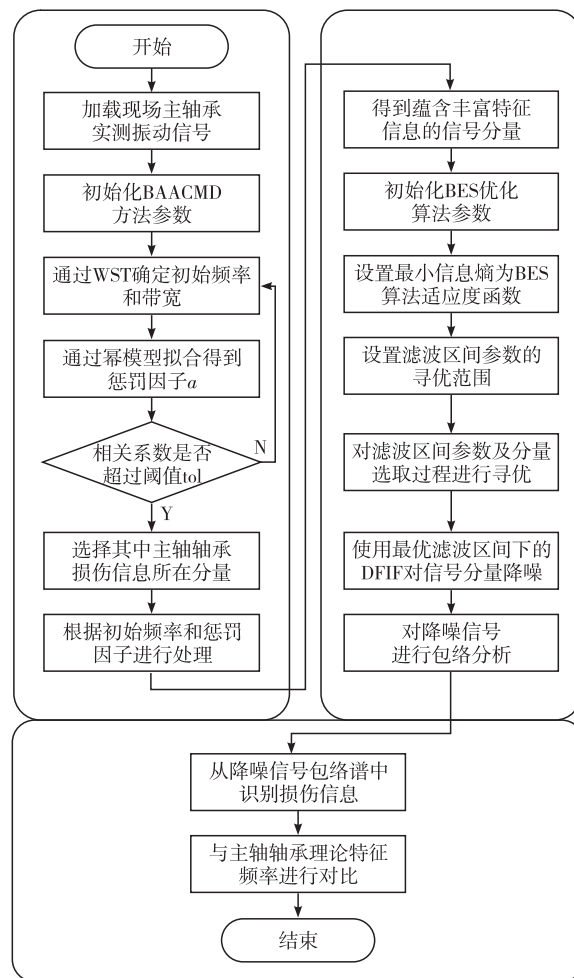 开始
加载现场主轴承
实测振动信号
初始化BAACMD
方法参数
通过WST确定初始频率
和带宽
通过幂模型拟合得到
惩罚因子a
相关系数是否
超过阈值tol
N
Y
选择其中主轴轴承
损伤信息所在分量
根据初始频率和惩罚
因子进行处理
得到蕴含丰富特征
信息的信号分量
初始化BES优化
算法参数
设置最小信息熵为BES
算法适应度函数
设置滤波区间参数的
寻优范围
对滤波区间参数及分量
选取过程进行寻优
使用最优滤波区间下的
DFIF对信号分量降噪
对降噪信号
进行包络分析
从降噪信号包络谱中
识别损伤信息
与主轴轴承理论特征
频率进行对比
结束